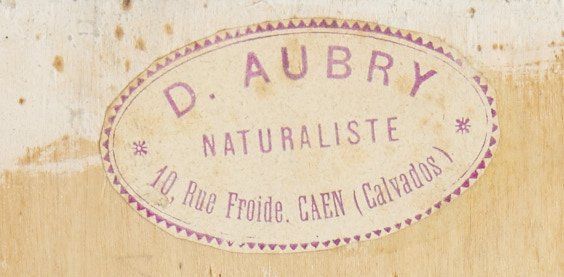 D. AUBRY
NATURALISTE
10, Rue Froide. CAEN (Calvados)